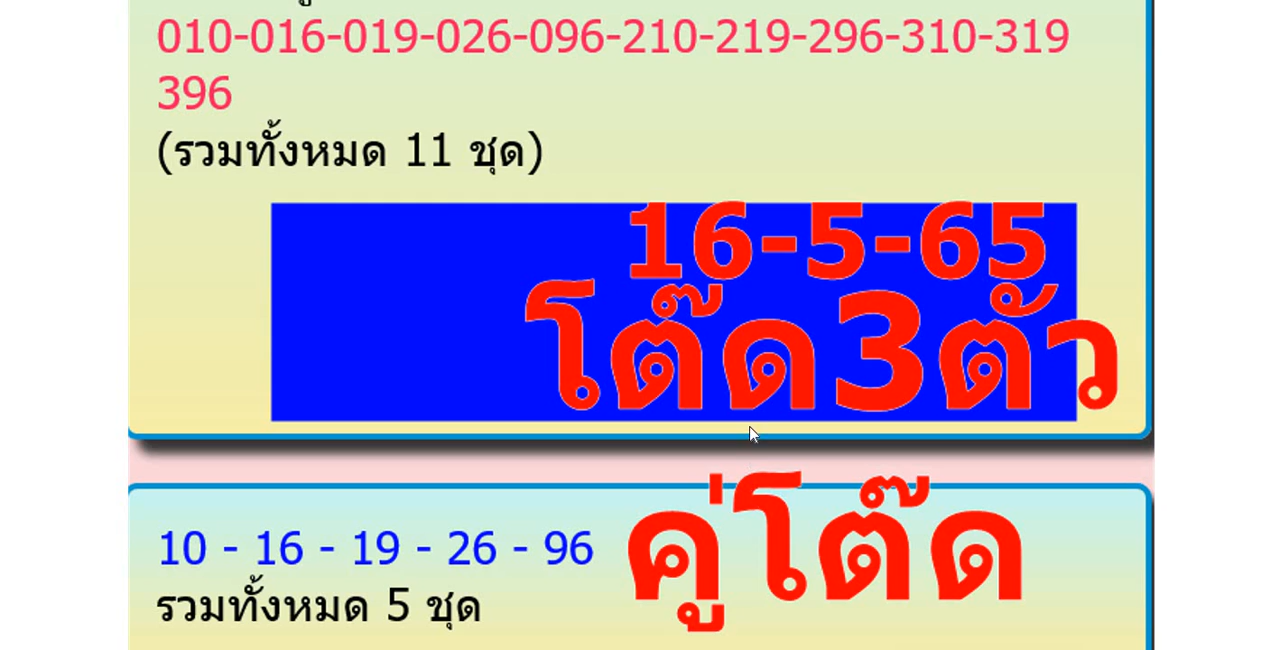 010-016-019-026-096-210-219-296-310-319
396
(รวมทั้งหมด 11 ชุด)
16-5-65
โต๊ด3ตัว
คู่โต๊ด
10 - 16 - 19 - 26 - 96
รวมทั้งหมด 5 ชุด